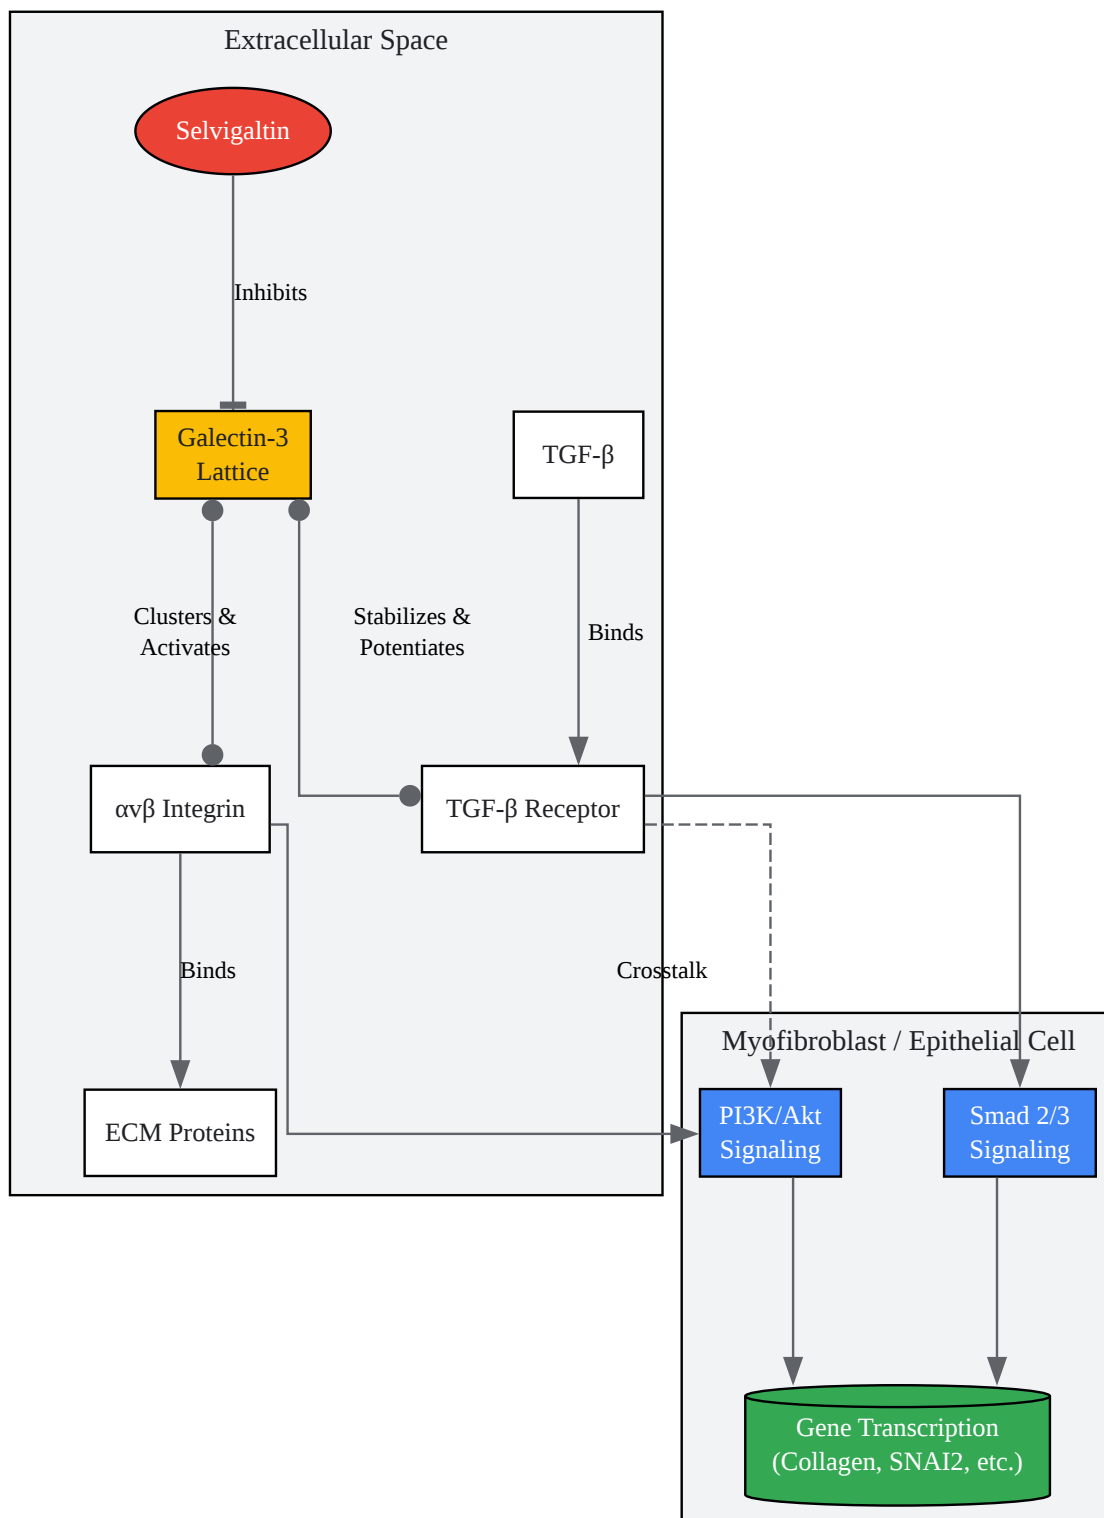 Extracellular Space
Selvigaltin
Inhibits
Galectin-3
Lattice
TGF-β
Clusters &
Activates
Stabilizes &
Potentiates
Binds
αvβ Integrin
TGF-β Receptor
Binds
Crosstalk
Myofibroblast / Epithelial Cell
ECM Proteins
PI3K/Akt
Signaling
Smad 2/3
Signaling
Gene Transcription
(Collagen, SNAI2, etc.)